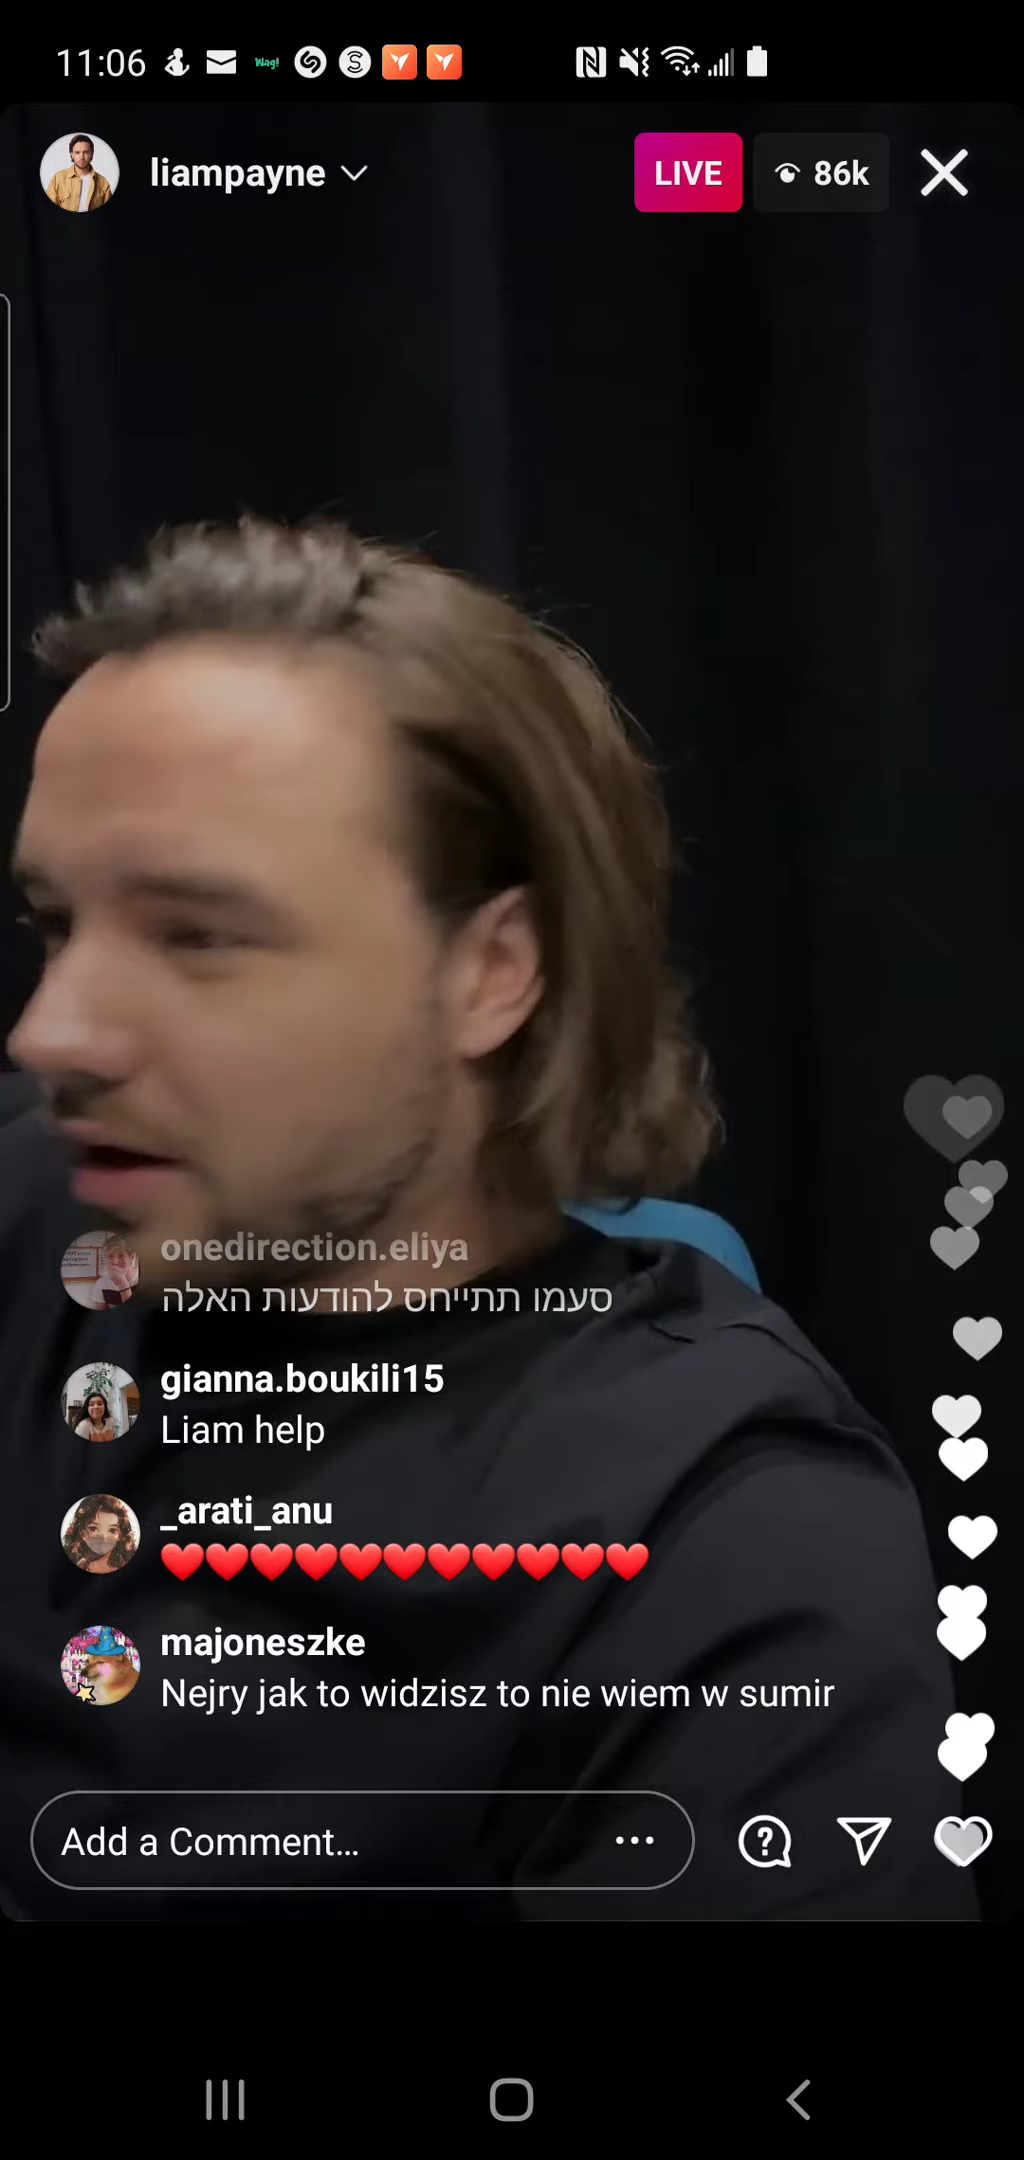 11:06 Wag!
liampayne LIVE 86k
onedirection.eliya
סעמו תתייחס להודעות האלה
gianna.boukili15
Liam help
_arati_anu
❤️❤️❤️❤️❤️❤️❤️❤️❤️❤️❤️
majoneszke
Nejry jak to widzisz to nie wiem w sumir
Add a Comment...